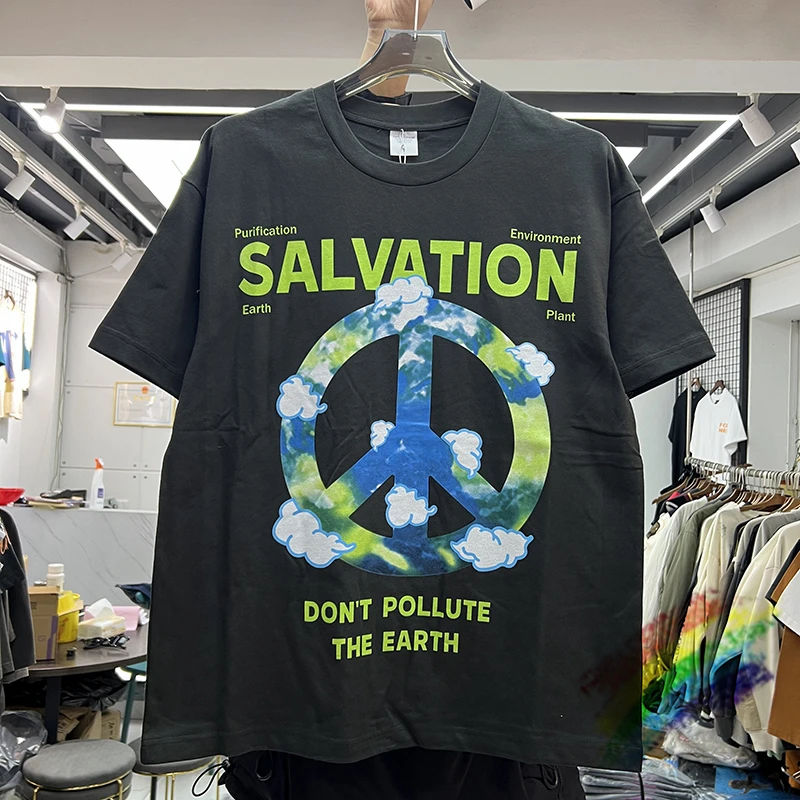 Purification
Environment
SALVATION
Earth
Plant
DON'T POLLUTE
THE EARTH